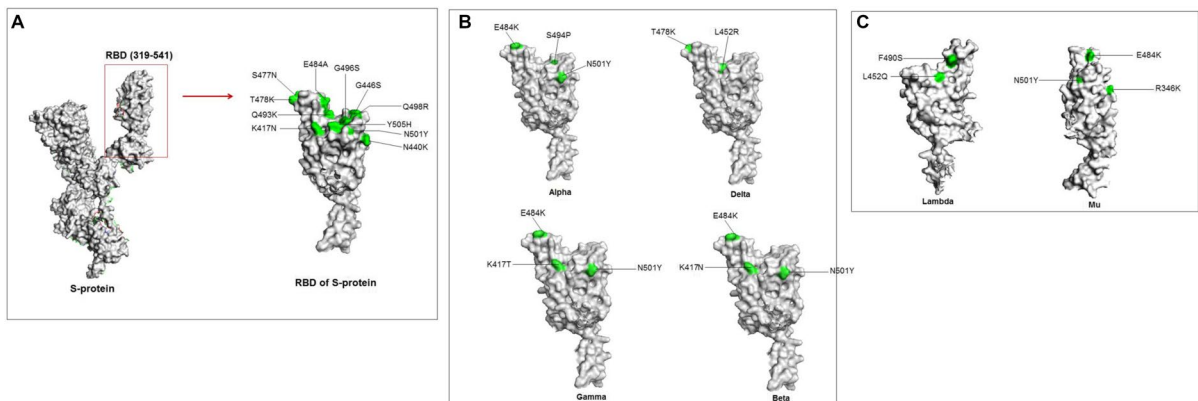 A
RBD (319-541)
S-protein
E484A
G496S
S477N
G446S
T478K
Q498R
Q493K
Y505H
K417N
N501Y
N440K
RBD of S-protein
B
E484K
S494P
N501Y
Alpha
T478K
L452R
Delta
E484K
K417T
N501Y
Gamma
E484K
K417N
N501Y
Beta
C
F490S
L452Q
Lambda
E484K
N501Y
R346K
Mu